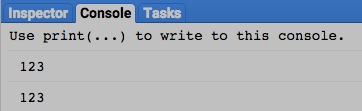 Inspector Console Tasks
Use print(...) to write to this console.
123
123